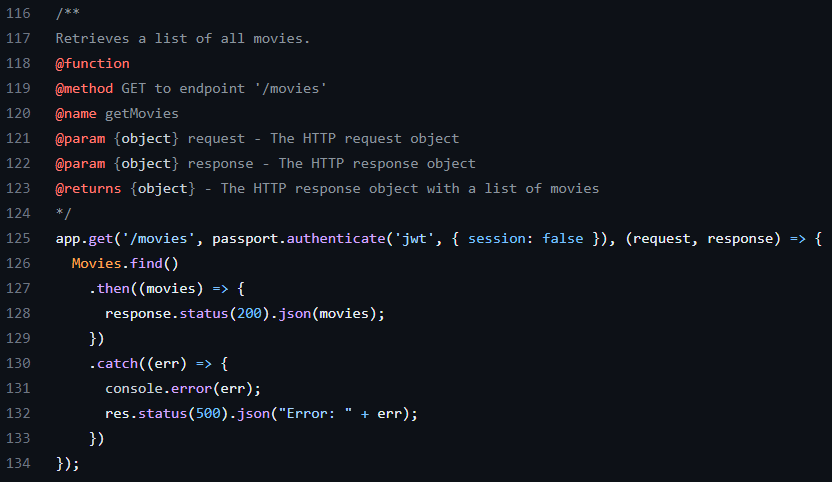 116 /**
117 Retrieves a list of all movies.
118 @function
119 @method GET to endpoint '/movies'
120 @name getMovies
121 @param {object} request - The HTTP request object
122 @param {object} response - The HTTP response object
123 @returns {object} - The HTTP response object with a list of movies
124 */
125 app.get('/movies', passport.authenticate('jwt', { session: false }), (request, response) => {
126   Movies.find()
127     .then((movies) => {
128       response.status(200).json(movies);
129     })
130     .catch((err) => {
131       console.error(err);
132       res.status(500).json("Error: " + err);
133     })
134 });